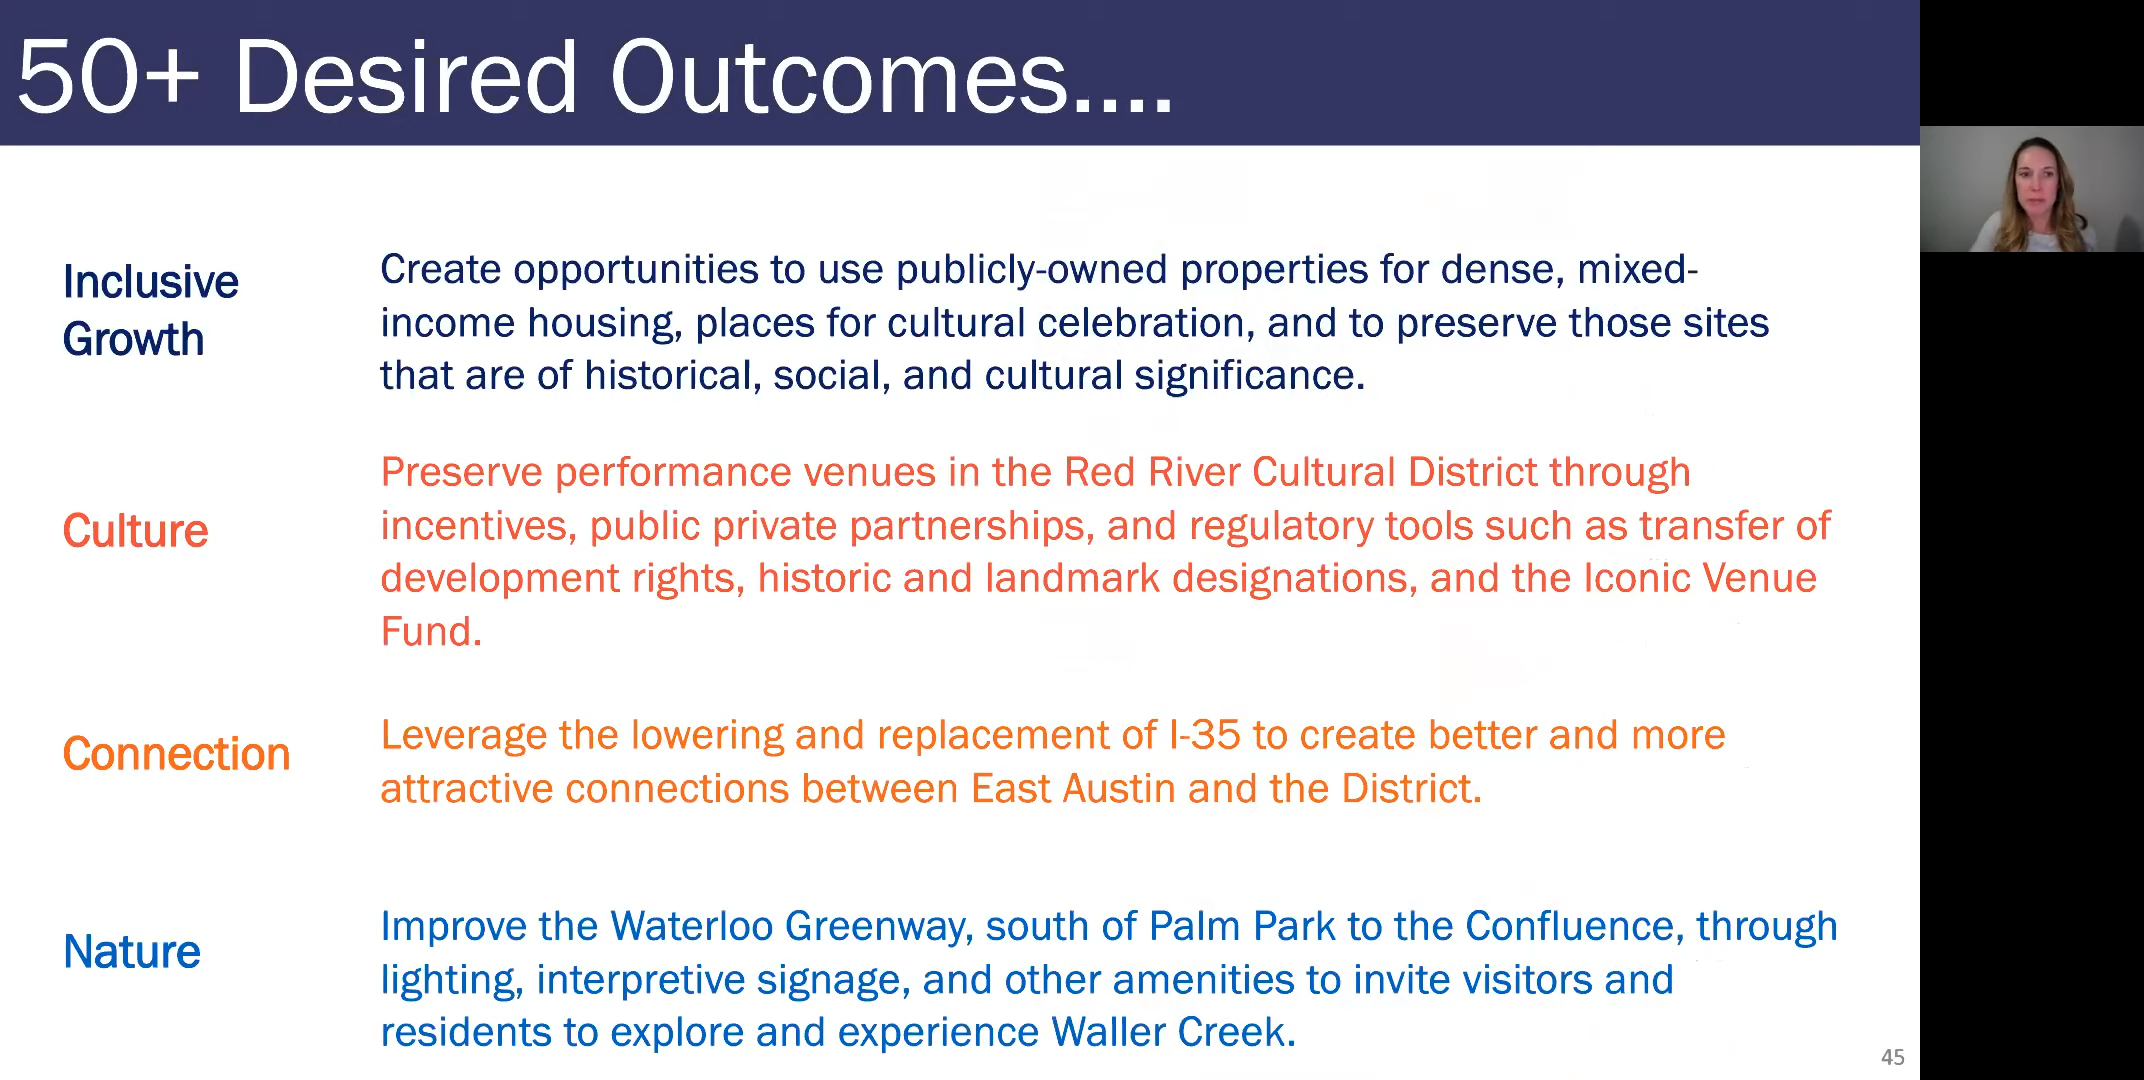 50+ Desired Outcomes....
Inclusive
Growth
Create opportunities to use publicly-owned properties for dense, mixed-
income housing, places for cultural celebration, and to preserve those sites
that are of historical, social, and cultural significance.
Culture
Preserve performance venues in the Red River Cultural District through
incentives, public private partnerships, and regulatory tools such as transfer of
development rights, historic and landmark designations, and the Iconic Venue
Fund.
Connection
Leverage the lowering and replacement of I-35 to create better and more
attractive connections between East Austin and the District.
Nature
Improve the Waterloo Greenway, south of Palm Park to the Confluence, through
lighting, interpretive signage, and other amenities to invite visitors and
residents to explore and experience Waller Creek.
45